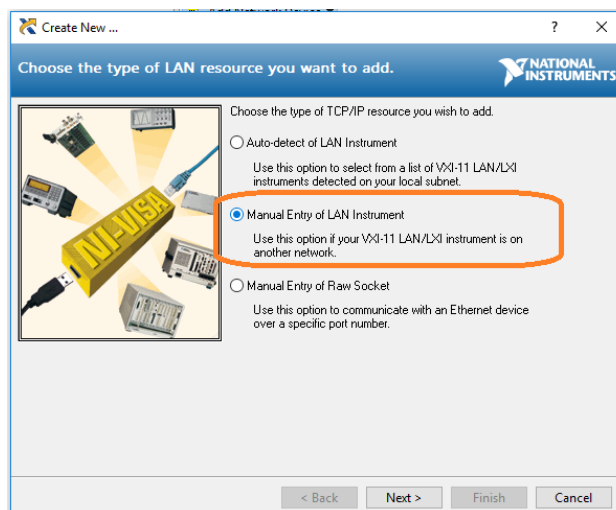 Create New ...
? X
Choose the type of LAN resource you want to add.
NATIONAL
INSTRUMENTS
Choose the type of TCP/IP resource you wish to add.
Auto-detect of LAN Instrument
Use this option to select from a list of VXI-11 LAN/LXI
instruments detected on your local subnet.
Manual Entry of LAN Instrument
Use this option if your VXI-11 LAN/LXI instrument is on
another network.
Manual Entry of Raw Socket
Use this option to communicate with an Ethernet device
over a specific port number.
NI-VISA
< Back
Next >
Finish
Cancel